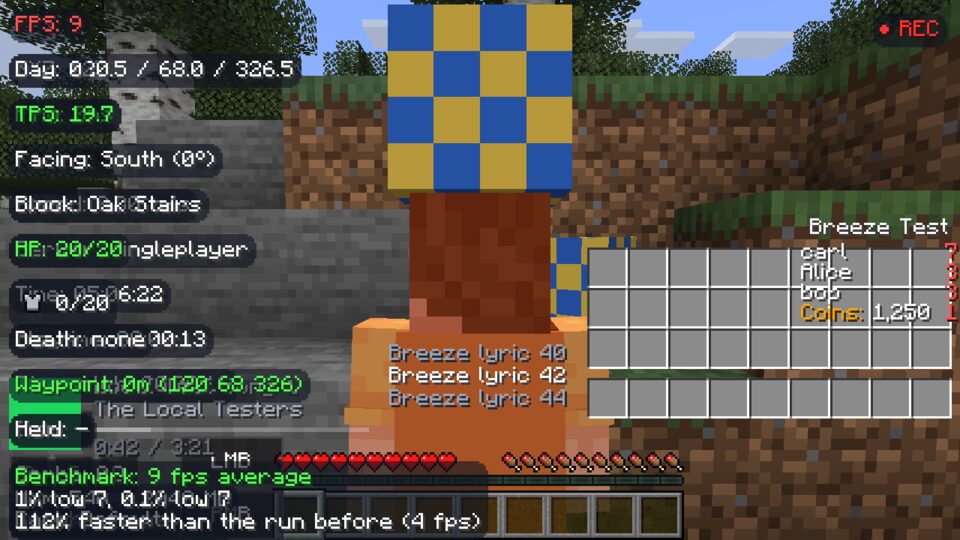 FPS: 9
REC
Day: 020.5 / 68.0 / 326.5
TPS: 19.7
Facing: South (0°)
Block: Oak Stairs
Breeze Test
HP: 20/20 ingleplayer
carl 7
Alice 3
bob 3
Coins: 1,250 1
6:22
0/20
Death: none 00:13
Breeze lyric 40
Breeze lyric 42
Breeze lyric 44
Waypoint: 0m (120 68 326)
The Local Testers
Held: —
0:42 / 3:21
LMB
Benchmark: 9 fps average
1% low 7, 0.1% low 7
112% faster than the run before (4 fps)